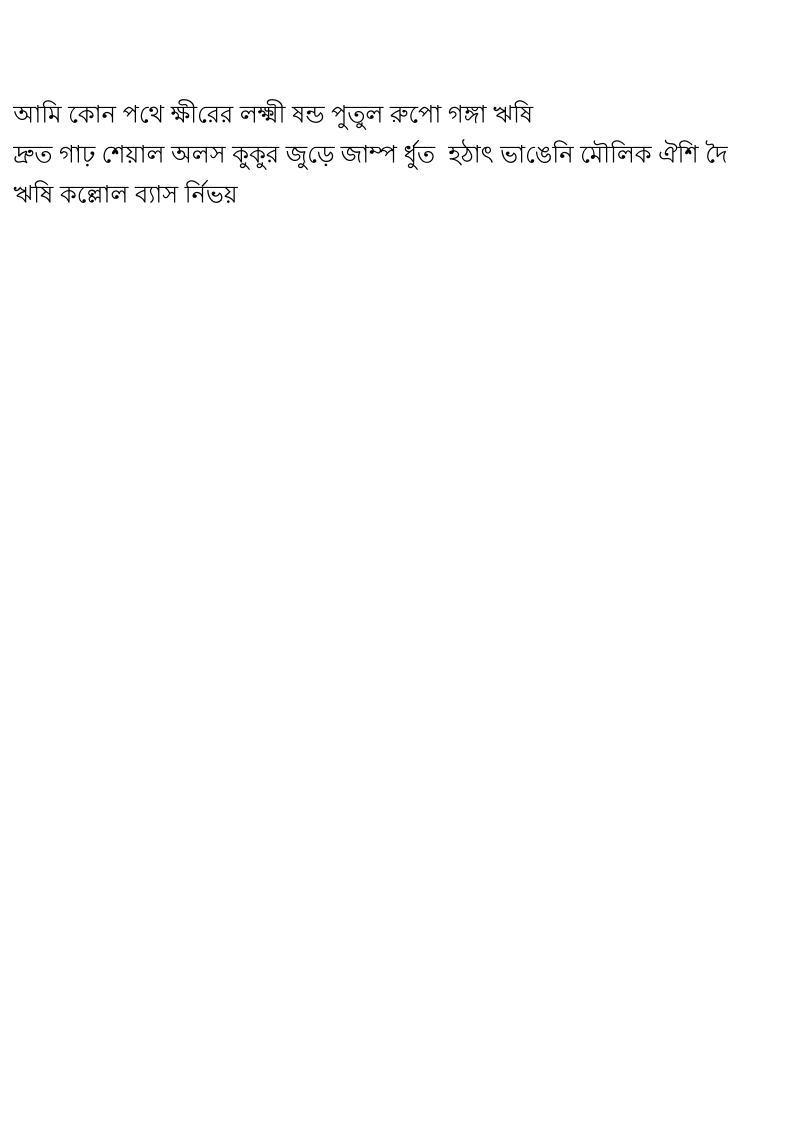 আমি কোন পথে ক্ষীরের লক্ষ্মী ষন্ড পুতুল রুপো গঙ্গা ঋষি
দ্রুত গাঢ় শেয়াল অলস কুকুর জুড়ে জাম্প র্ধুত  হঠাৎ ভাঙেনি মৌলিক ঐশি দৈ
ঋষি কল্লোল ব্যাস র্নিভয়